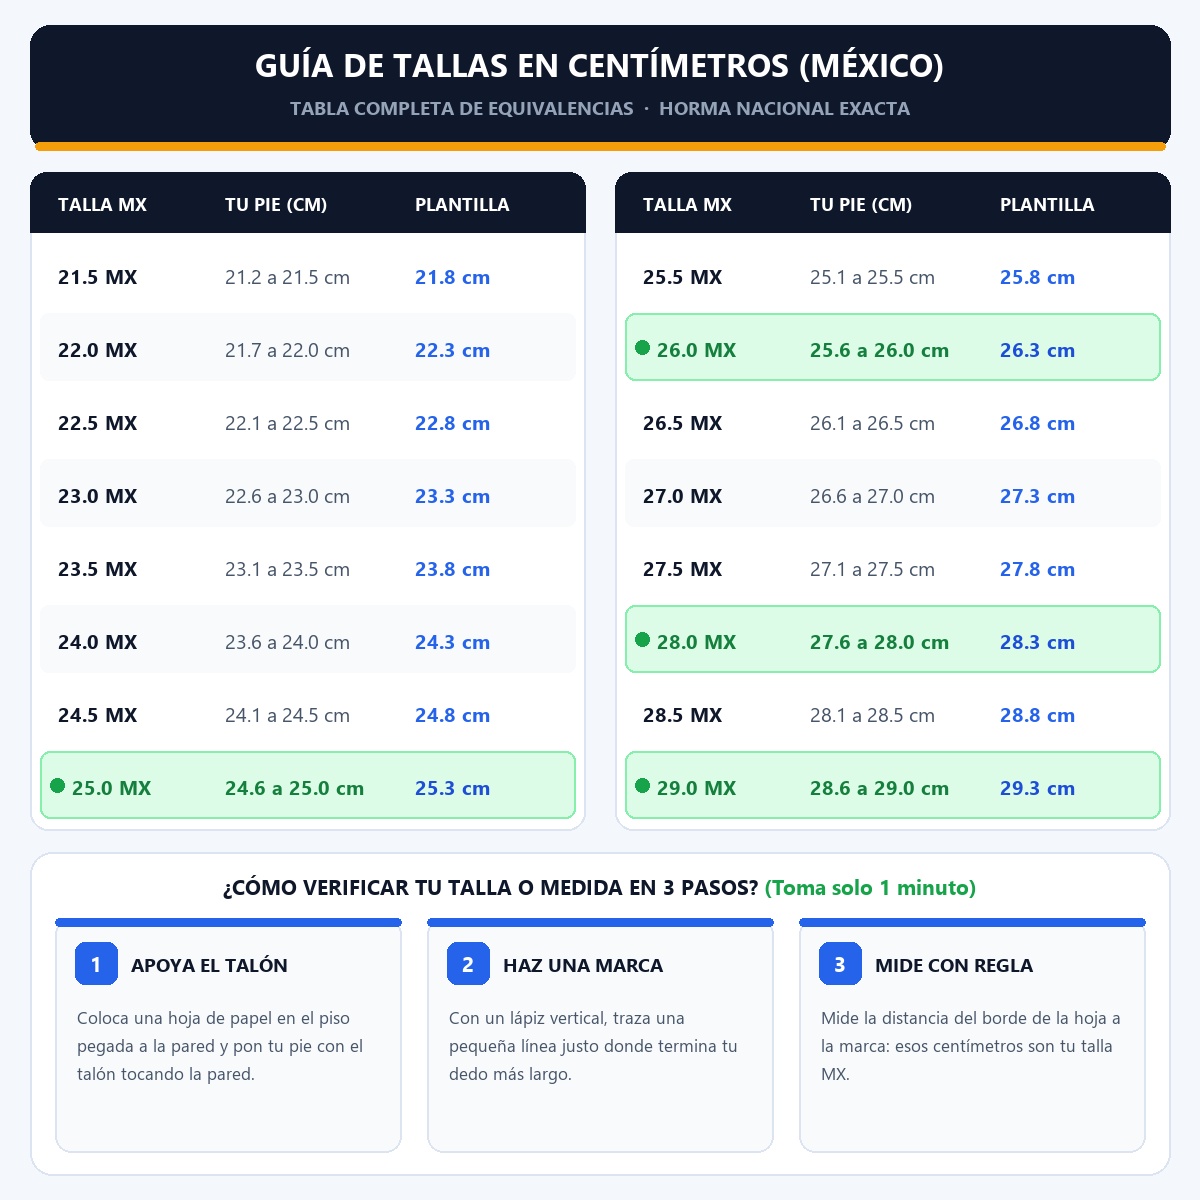 GUÍA DE TALLAS EN CENTÍMETROS (MÉXICO)
TABLA COMPLETA DE EQUIVALENCIAS · HORMA NACIONAL EXACTA
TALLA MX TU PIE (CM) PLANTILLA
21.5 MX 21.2 a 21.5 cm 21.8 cm
22.0 MX 21.7 a 22.0 cm 22.3 cm
22.5 MX 22.1 a 22.5 cm 22.8 cm
23.0 MX 22.6 a 23.0 cm 23.3 cm
23.5 MX 23.1 a 23.5 cm 23.8 cm
24.0 MX 23.6 a 24.0 cm 24.3 cm
24.5 MX 24.1 a 24.5 cm 24.8 cm
25.0 MX 24.6 a 25.0 cm 25.3 cm
TALLA MX TU PIE (CM) PLANTILLA
25.5 MX 25.1 a 25.5 cm 25.8 cm
26.0 MX 25.6 a 26.0 cm 26.3 cm
26.5 MX 26.1 a 26.5 cm 26.8 cm
27.0 MX 26.6 a 27.0 cm 27.3 cm
27.5 MX 27.1 a 27.5 cm 27.8 cm
28.0 MX 27.6 a 28.0 cm 28.3 cm
28.5 MX 28.1 a 28.5 cm 28.8 cm
29.0 MX 28.6 a 29.0 cm 29.3 cm
¿CÓMO VERIFICAR TU TALLA O MEDIDA EN 3 PASOS? (Toma solo 1 minuto)
1 APOYA EL TALÓN
Coloca una hoja de papel en el piso
pegada a la pared y pon tu pie con el
talón tocando la pared.
2 HAZ UNA MARCA
Con un lápiz vertical, traza una
pequeña línea justo donde termina tu
dedo más largo.
3 MIDE CON REGLA
Mide la distancia del borde de la hoja a
la marca: esos centímetros son tu talla
MX.